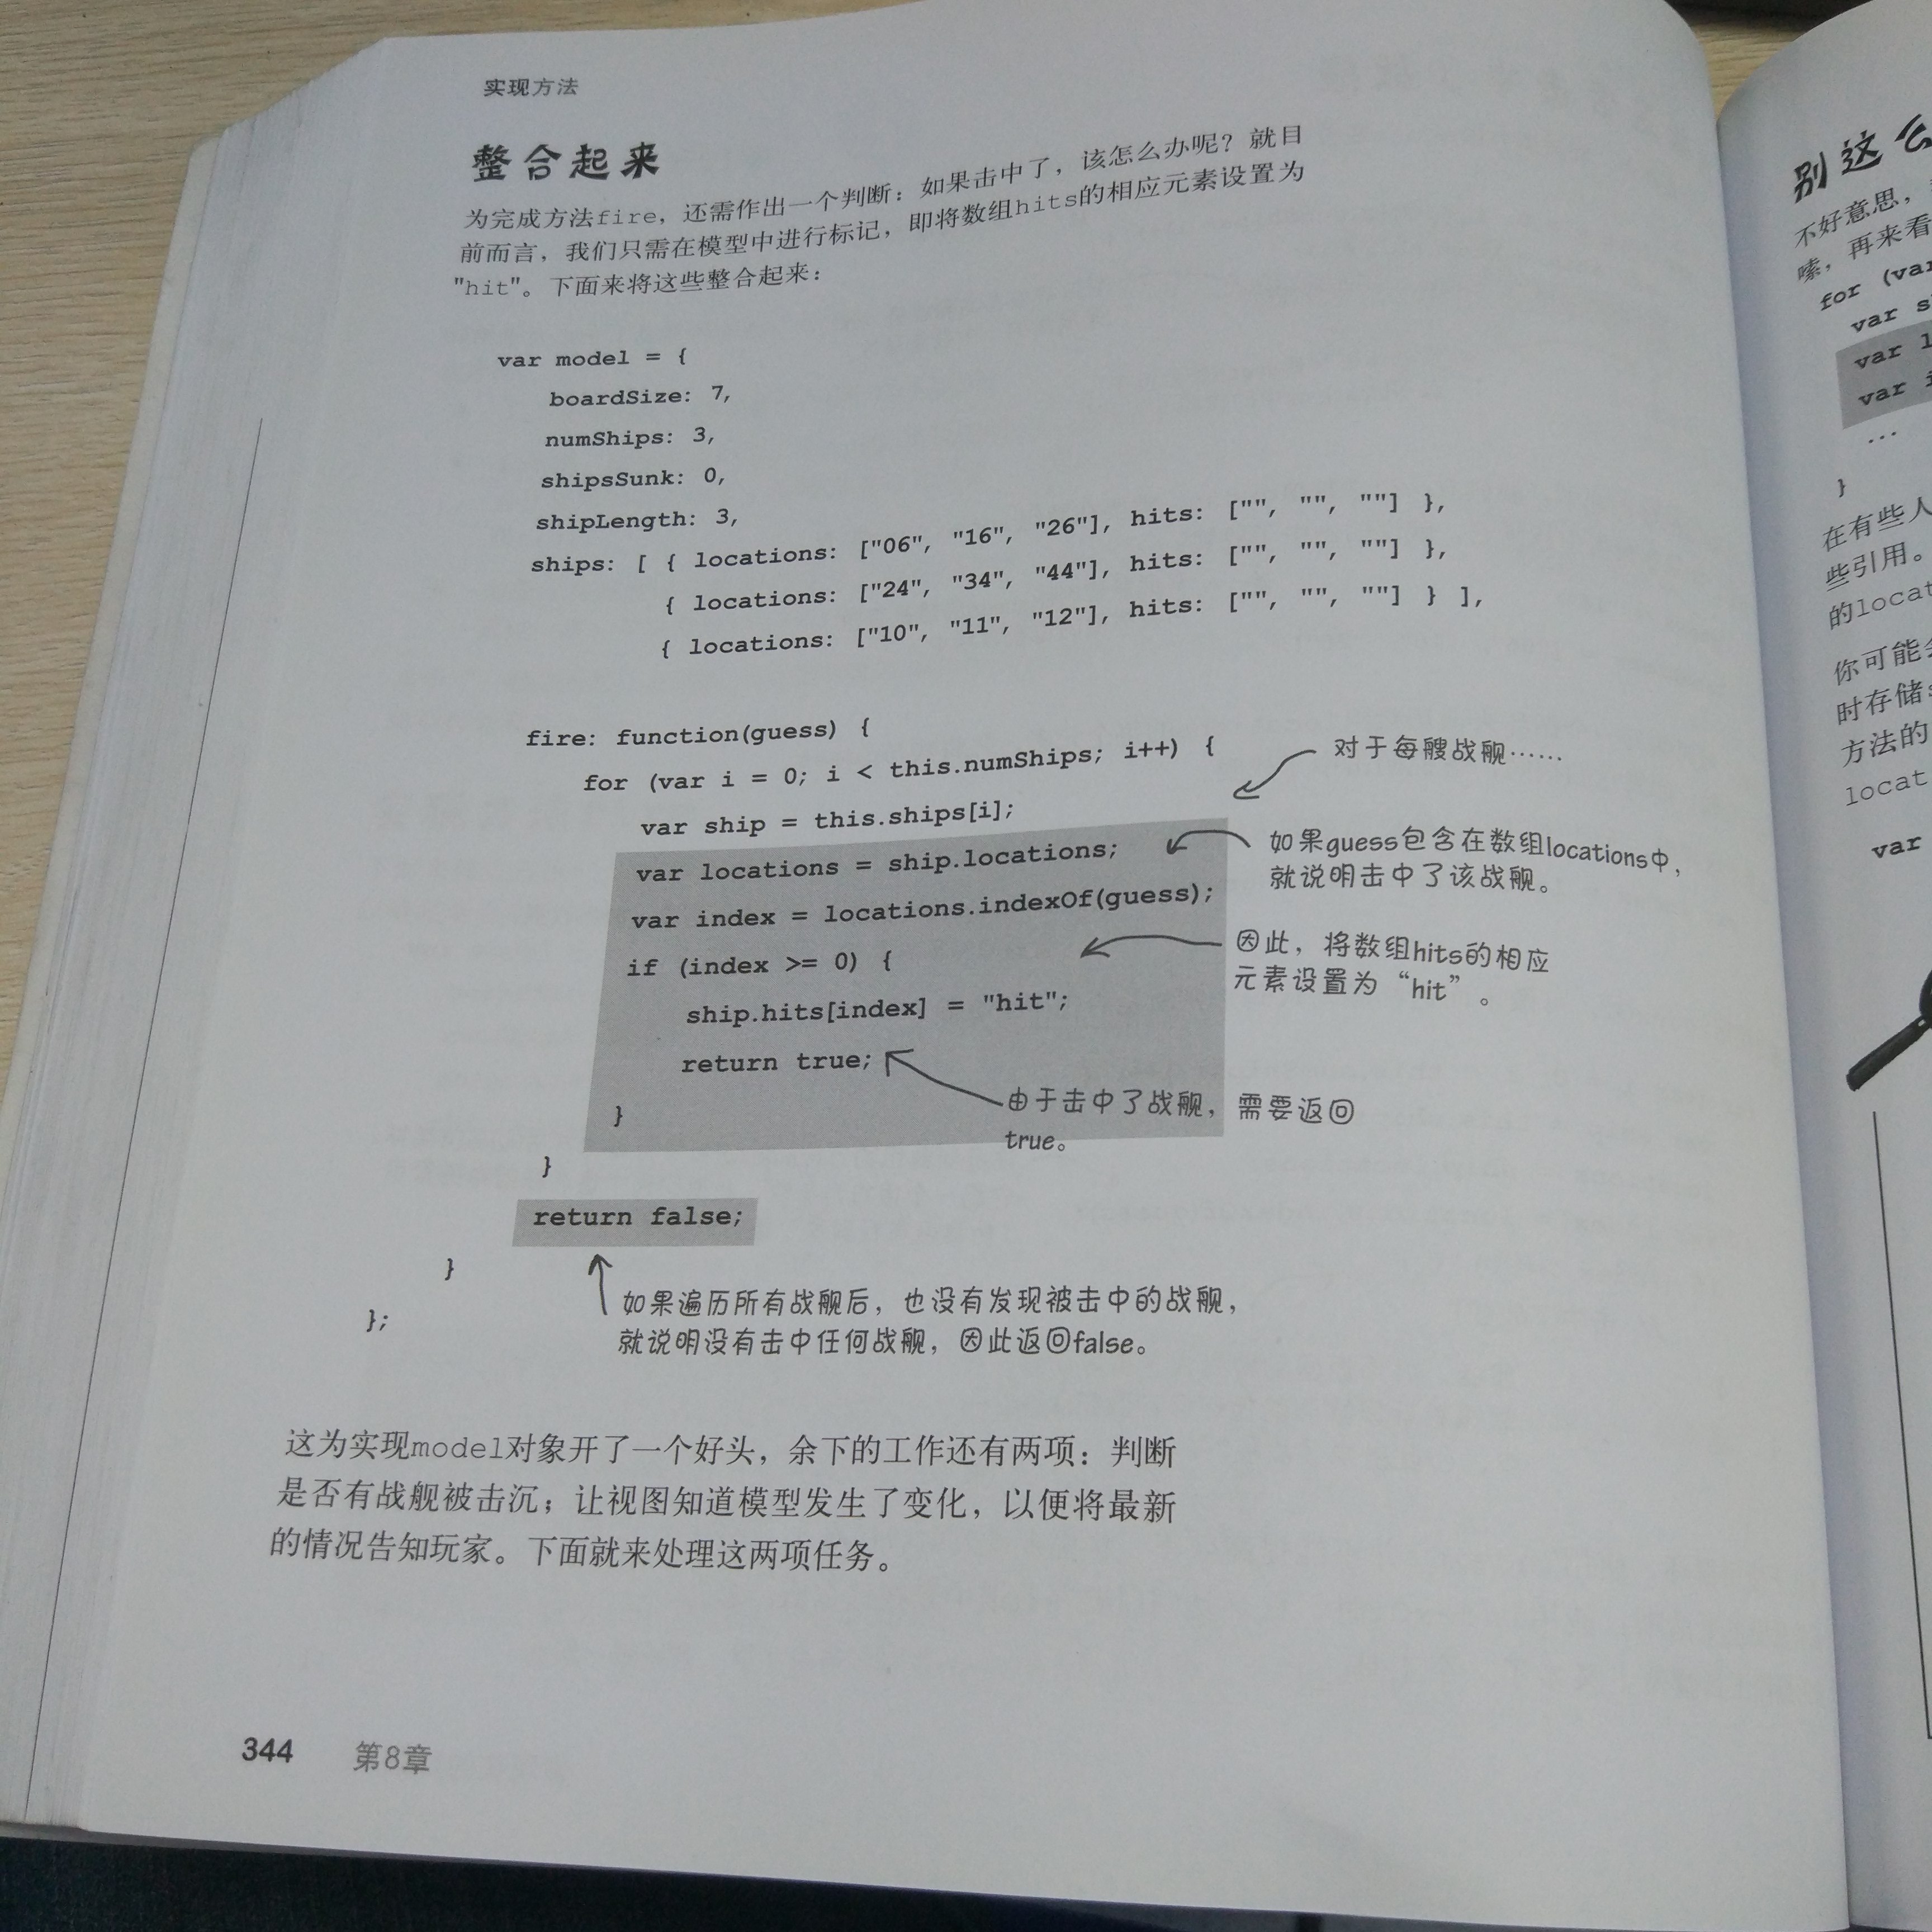 实现方法
整合起来
为完成方法fire，还需作出一个判断：如果击中了，该怎么办呢？就目
前而言，我们只需在模型中进行标记，即将数组hits的相应元素设置为
"hit"。下面来将这些整合起来：
var model = {
boardSize: 7,
numShips: 3,
shipsSunk: 0,
shipLength: 3,
ships: [ { locations: ["06", "16", "26"], hits: ["", "", ""] },
{ locations: ["24", "34", "44"], hits: ["", "", ""] },
{ locations: ["10", "11", "12"], hits: ["", "", ""] } ],
fire: function(guess) {
for (var i = 0; i < this.numShips; i++) {
对于每艘战舰……
var ship = this.ships[i];
var locations = ship.locations;
如果guess包含在数组locations中，
就说明击中了该战舰。
var index = locations.indexOf(guess);
if (index >= 0) {
因此，将数组hits的相应
元素设置为“hit”。
ship.hits[index] = "hit";
return true;
由于击中了战舰，需要返回
true。
}
}
return false;
}
如果遍历所有战舰后，也没有发现被击中的战舰，
就说明没有击中任何战舰，因此返回false。
};
这为实现model对象开了一个好头，余下的工作还有两项：判断
是否有战舰被击沉；让视图知道模型发生了变化，以便将最新
的情况告知玩家。下面就来处理这两项任务。
344 第8章
别这么
不好意思，
嗦，再来看
for (var
var s
var l
var i
...
}
在有些人
些引用。
的locat
你可能会
时存储s
方法的
locat
var